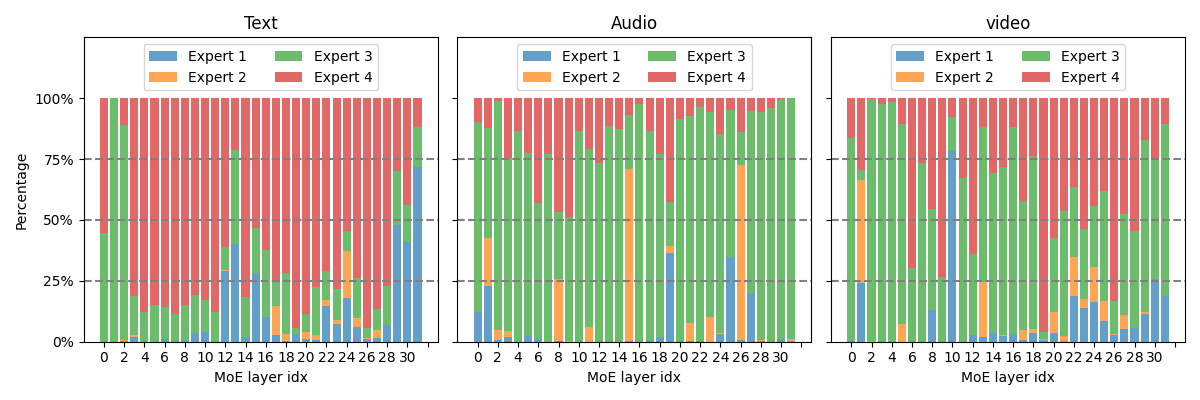 Text Audio video
Expert 1 Expert 3 Expert 1 Expert 3 Expert 1 Expert 3
Expert 2 Expert 4 Expert 2 Expert 4 Expert 2 Expert 4
100%
75%
50%
25%
0%
Percentage
0 2 4 6 8 10 12 14 16 18 20 22 24 26 28 30
0 2 4 6 8 10 12 14 16 18 20 22 24 26 28 30
0 2 4 6 8 10 12 14 16 18 20 22 24 26 28 30
MoE layer idx MoE layer idx MoE layer idx